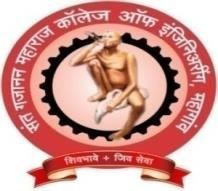 संत गजानन महाराज कॉलेज ऑफ इंजिनिअरींग, महागाव
शिवभावे + जिव सेवा